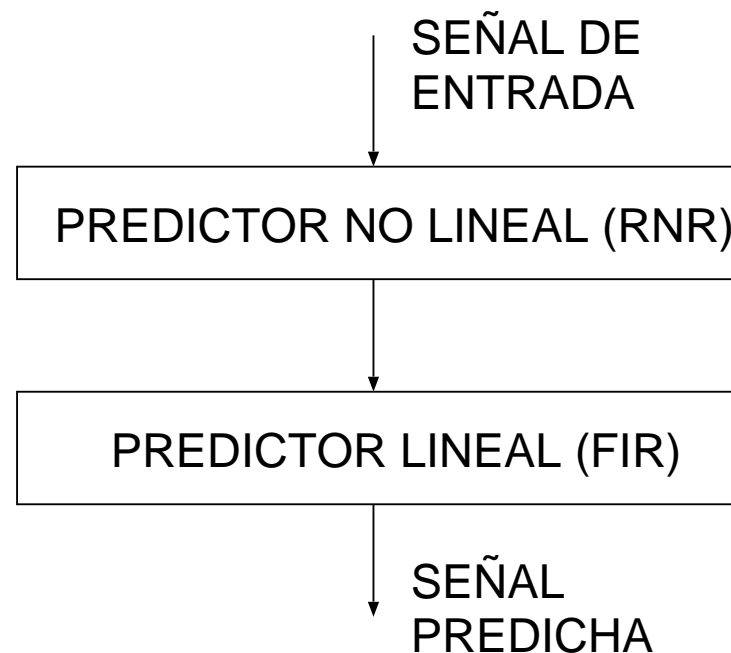 SEÑAL DE
ENTRADA
PREDICTOR NO LINEAL (RNR)
PREDICTOR LINEAL (FIR)
SEÑAL
PREDICHA